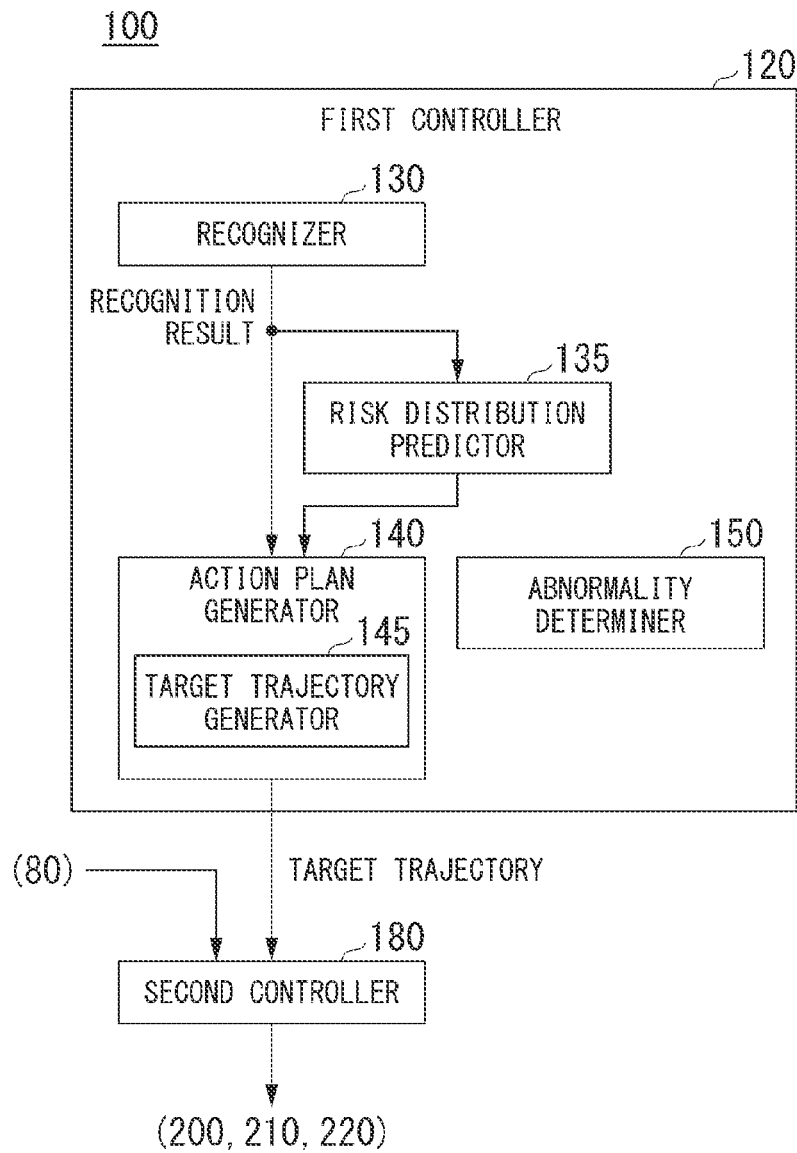 100
120
FIRST CONTROLLER
130
RECOGNIZER
RECOGNITION
RESULT
135
RISK DISTRIBUTION
PREDICTOR
140
ACTION PLAN
GENERATOR
150
ABNORMALITY
DETERMINER
145
TARGET TRAJECTORY
GENERATOR
(80)
TARGET TRAJECTORY
180
SECOND CONTROLLER
(200, 210, 220)